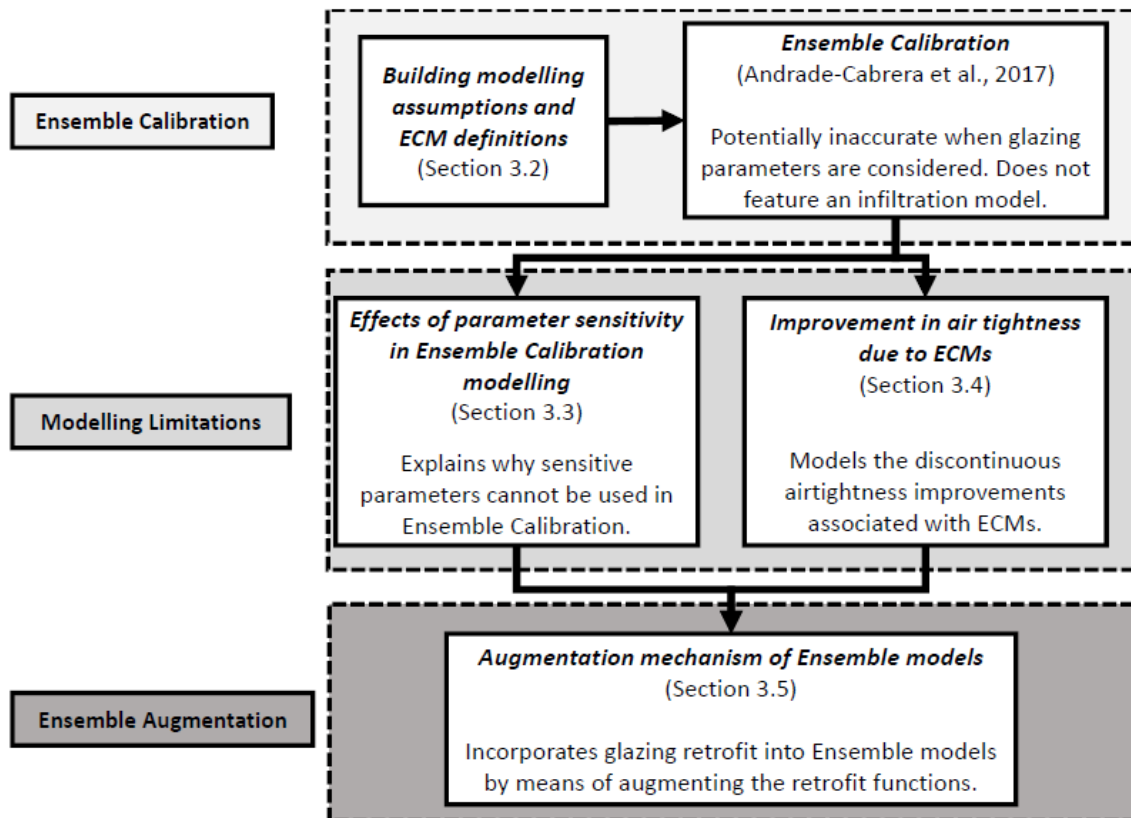 Ensemble Calibration
Building modelling
assumptions and
ECM definitions
(Section 3.2)
Ensemble Calibration
(Andrade-Cabrera et al., 2017)
Potentially inaccurate when glazing
parameters are considered. Does not
feature an infiltration model.
Modelling Limitations
Effects of parameter sensitivity
in Ensemble Calibration
modelling
(Section 3.3)
Explains why sensitive
parameters cannot be used in
Ensemble Calibration.
Improvement in air tightness
due to ECMs
(Section 3.4)
Models the discontinuous
airtightness improvements
associated with ECMs.
Ensemble Augmentation
Augmentation mechanism of Ensemble models
(Section 3.5)
Incorporates glazing retrofit into Ensemble models
by means of augmenting the retrofit functions.